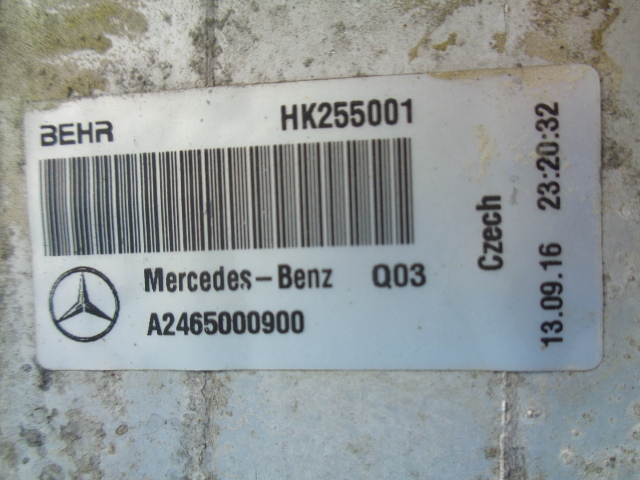 BEHR
HK255001
Mercedes-Benz Q03
A2465000900
Czech
13.09.16 23:20:32